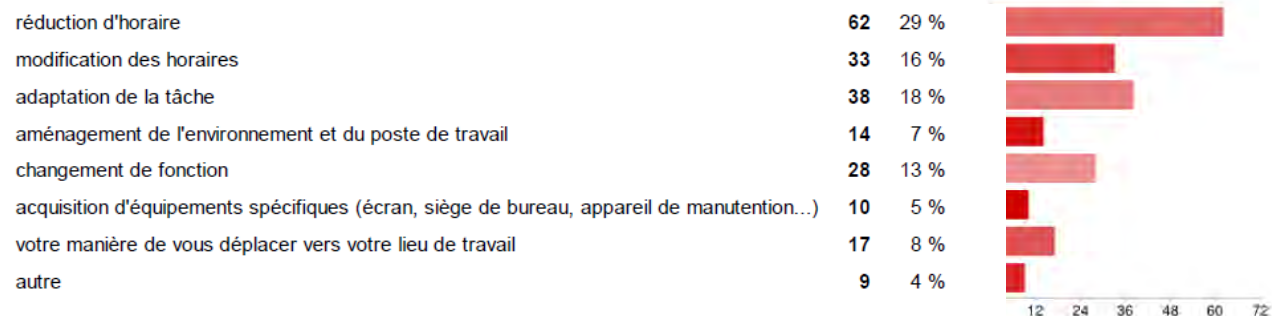 réduction d'horaire 62 29 %
modification des horaires 33 16 %
adaptation de la tâche 38 18 %
aménagement de l'environnement et du poste de travail 14 7 %
changement de fonction 28 13 %
acquisition d'équipements spécifiques (écran, siège de bureau, appareil de manutention...) 10 5 %
votre manière de vous déplacer vers votre lieu de travail 17 8 %
autre 9 4 %
12 24 36 48 60 72